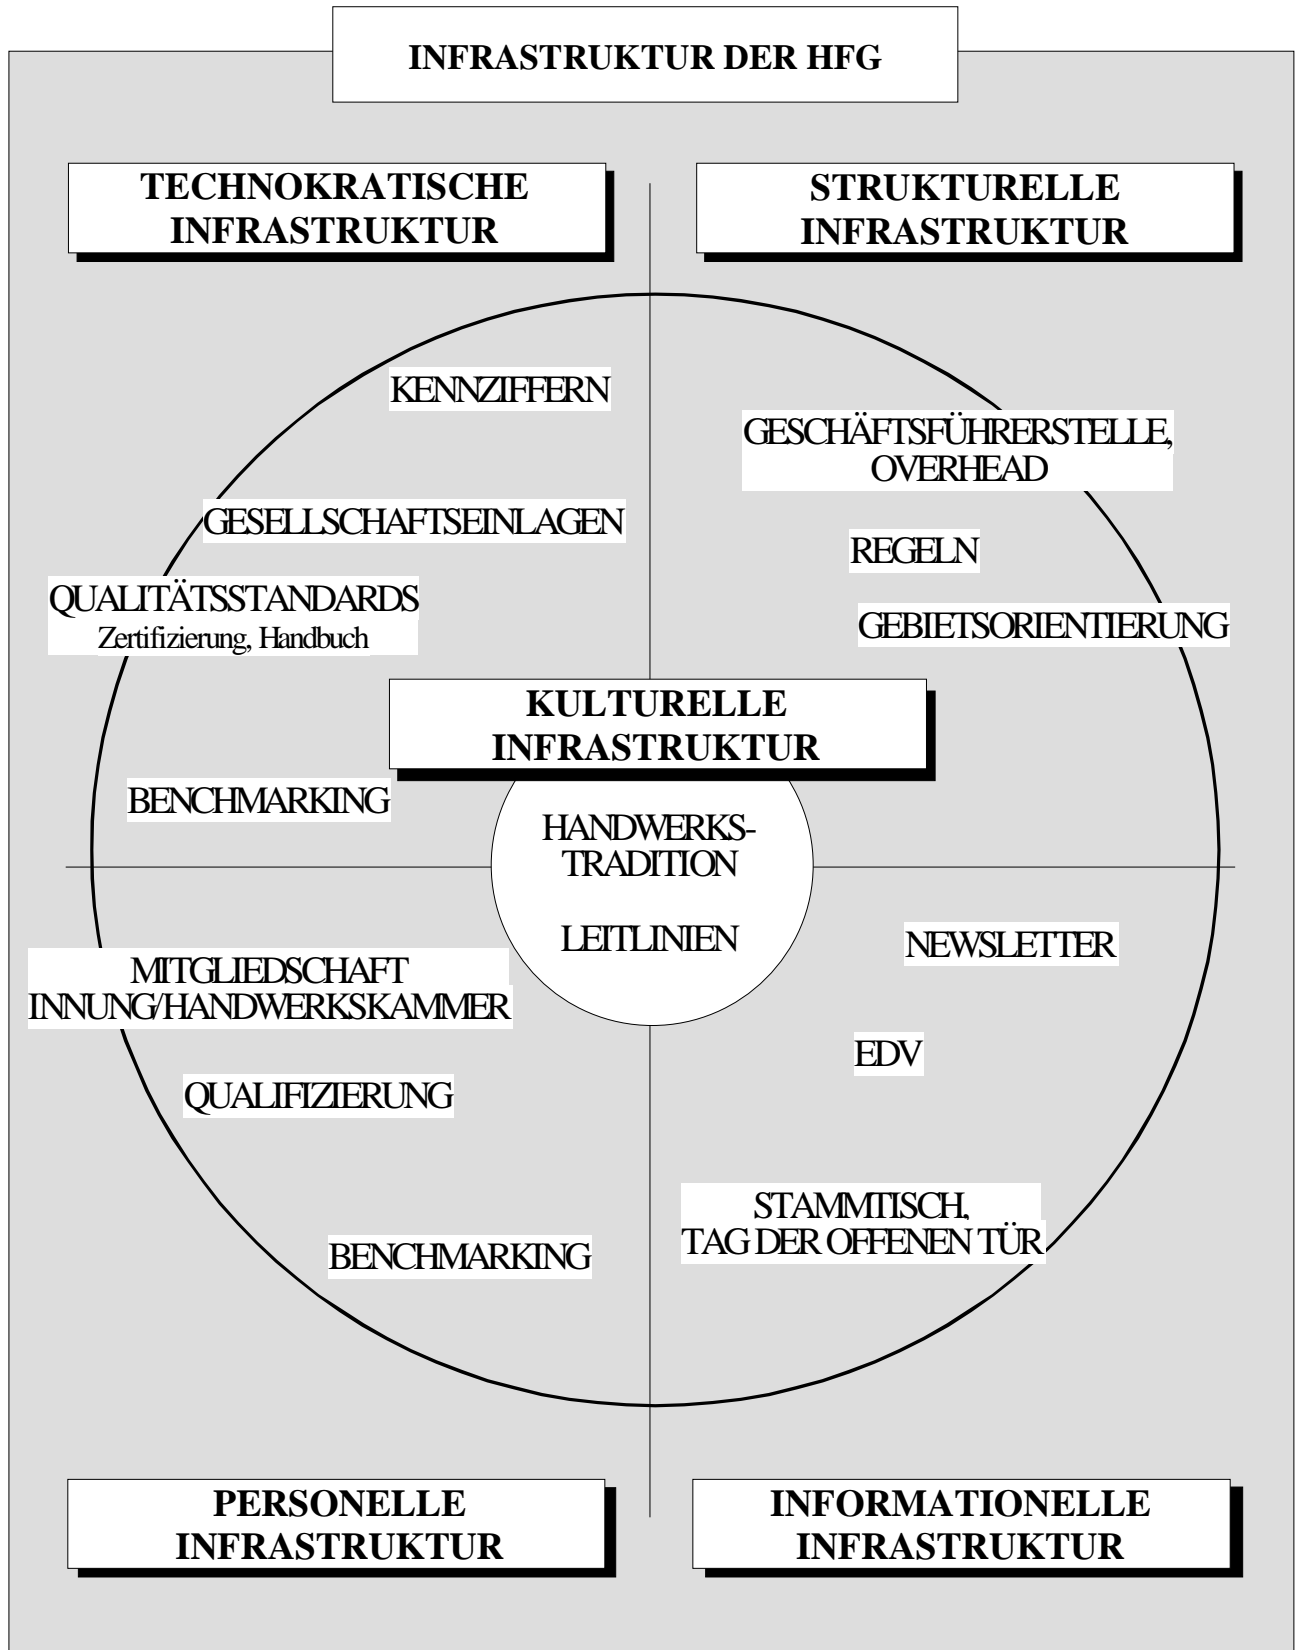 INFRASTRUKTUR DER HFG
TECHNOKRATISCHE
INFRASTRUKTUR
STRUKTURELLE
INFRASTRUKTUR
KENNZIFFERN
GESELLSCHAFTSEINLAGEN
QUALITÄTSSTANDARDS
Zertifizierung, Handbuch
BENCHMARKING
GESCHÄFTSFÜHRERSTELLE,
OVERHEAD
REGELN
GEBIETSORIENTIERUNG
KULTURELLE
INFRASTRUKTUR
HANDWERKS-
TRADITION
LEITLINIEN
MITGLIEDSCHAFT
INNUNG/HANDWERKSKAMMER
QUALIFIZIERUNG
BENCHMARKING
NEWSLETTER
EDV
STAMMTISCH,
TAG DER OFFENEN TÜR
PERSONELLE
INFRASTRUKTUR
INFORMATIONELLE
INFRASTRUKTUR